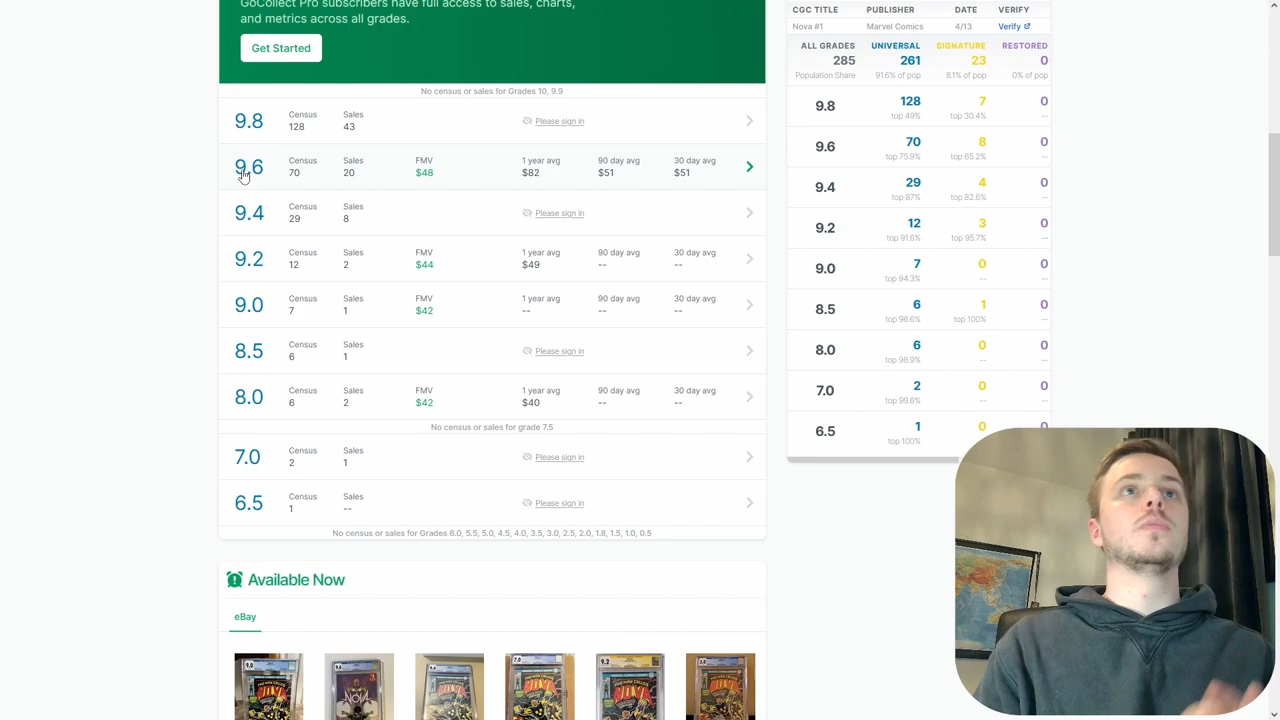 GoCollect Pro subscribers have full access to sales, charts,
and metrics across all grades.
Get Started
No census or sales for Grades 10, 9.9
9.8 Census 128 Sales 43 Please sign in
9.6 Census 70 Sales 20 FMV $48 1 year avg $82 90 day avg $51 30 day avg $51
9.4 Census 29 Sales 8 Please sign in
9.2 Census 12 Sales 2 FMV $44 1 year avg $49 90 day avg -- 30 day avg --
9.0 Census 7 Sales 1 FMV $42 1 year avg -- 90 day avg -- 30 day avg --
8.5 Census 6 Sales 1 Please sign in
8.0 Census 6 Sales 2 FMV $42 1 year avg $40 90 day avg -- 30 day avg --
No census or sales for grade 7.5
7.0 Census 2 Sales 1 Please sign in
6.5 Census 1 Sales -- Please sign in
No census or sales for Grades 6.0, 5.5, 5.0, 4.5, 4.0, 3.5, 3.0, 2.5, 2.0, 1.8, 1.5, 1.0, 0.5
Available Now
eBay
CGC TITLE PUBLISHER DATE VERIFY
Nova #1 Marvel Comics 4/13 Verify
ALL GRADES UNIVERSAL SIGNATURE RESTORED
285 261 23 0
Population Share 91.6% of pop 8.1% of pop 0% of pop
9.8 128 7 0
top 49% top 30.4% --
9.6 70 8 0
top 75.9% top 65.2% --
9.4 29 4 0
top 87% top 82.6% --
9.2 12 3 0
top 91.6% top 95.7% --
9.0 7 0 0
top 94.3% -- --
8.5 6 1 0
top 96.6% top 100% --
8.0 6 0 0
top 98.9% -- --
7.0 2 0 0
top 99.6% -- --
6.5 1 0 0
top 100%